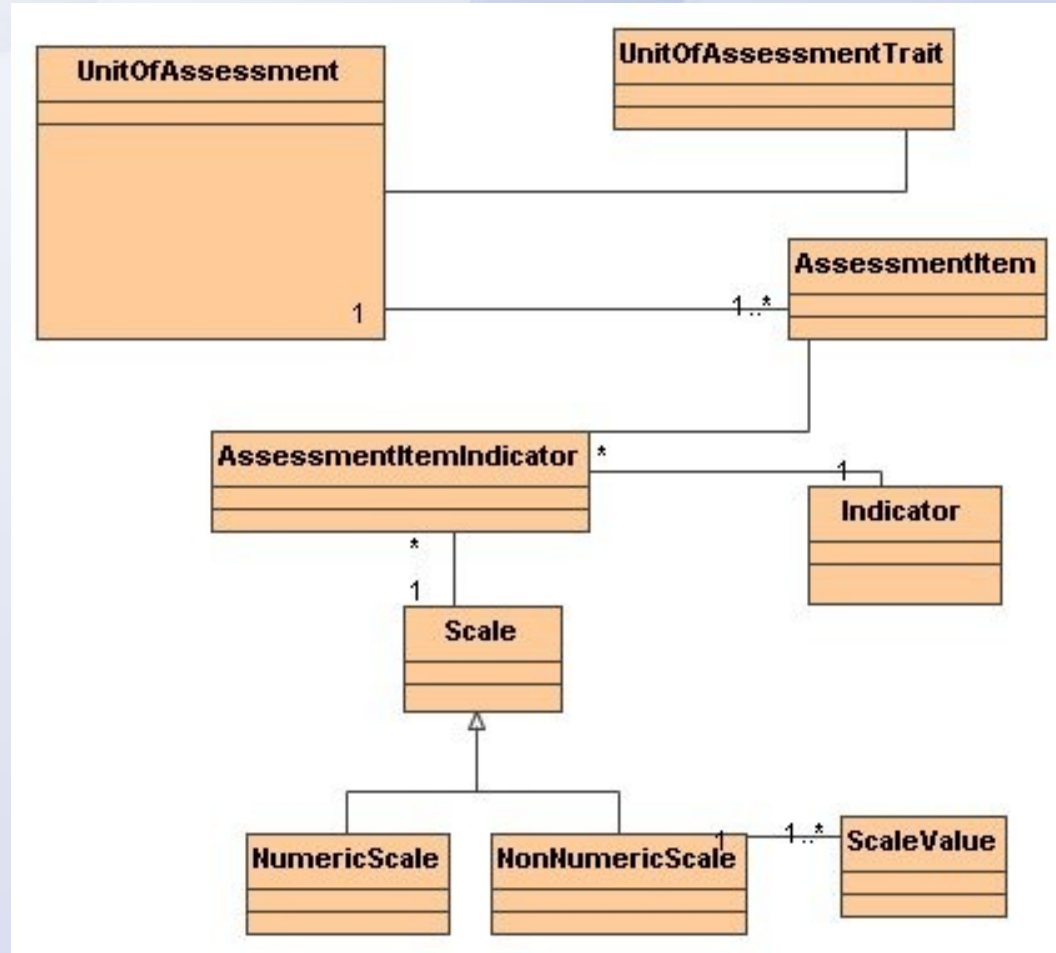 UnitOfAssessment
UnitOfAssessmentTrait
AssessmentItem
1
1..*
AssessmentItemIndicator
*
1
Indicator
*
1
Scale
NumericScale
NonNumericScale
1
1..*
ScaleValue